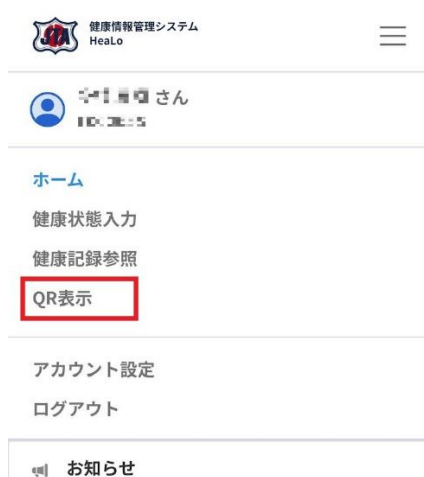 JTA
健康情報管理システム
HeaLo
さん
ホーム
健康状態入力
健康記録参照
QR表示
アカウント設定
ログアウト
お知らせ